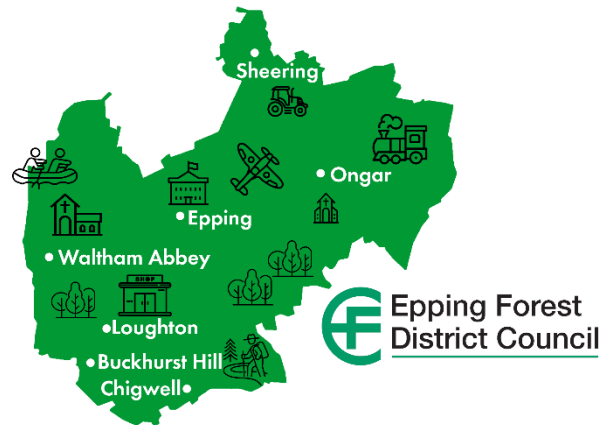 Sheering
Ongar
Epping
Waltham Abbey
SHOP
Loughton
Buckhurst Hill
Chigwell
Epping Forest
District Council